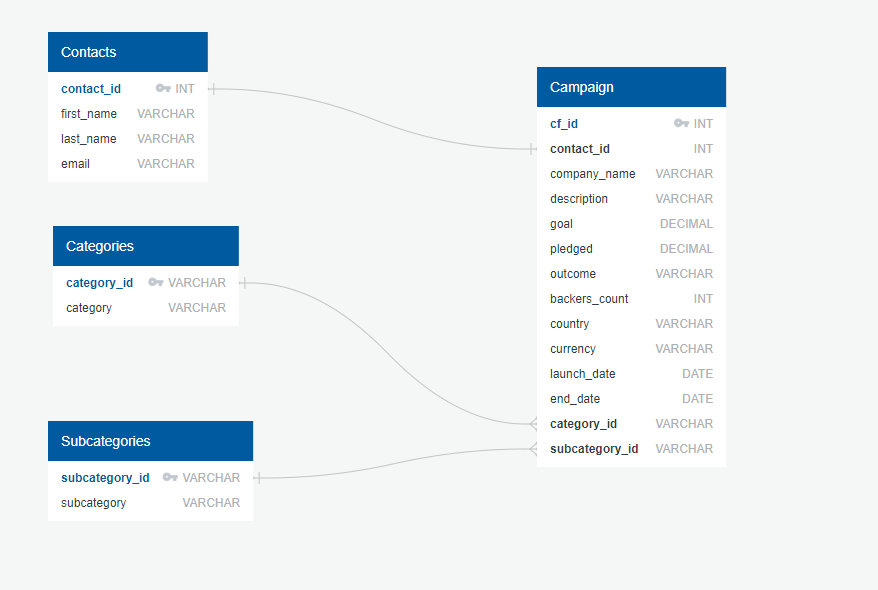 Contacts
contact_id INT
first_name VARCHAR
last_name VARCHAR
email VARCHAR
Categories
category_id VARCHAR
category VARCHAR
Subcategories
subcategory_id VARCHAR
subcategory VARCHAR
Campaign
cf_id INT
contact_id INT
company_name VARCHAR
description VARCHAR
goal DECIMAL
pledged DECIMAL
outcome VARCHAR
backers_count INT
country VARCHAR
currency VARCHAR
launch_date DATE
end_date DATE
category_id VARCHAR
subcategory_id VARCHAR